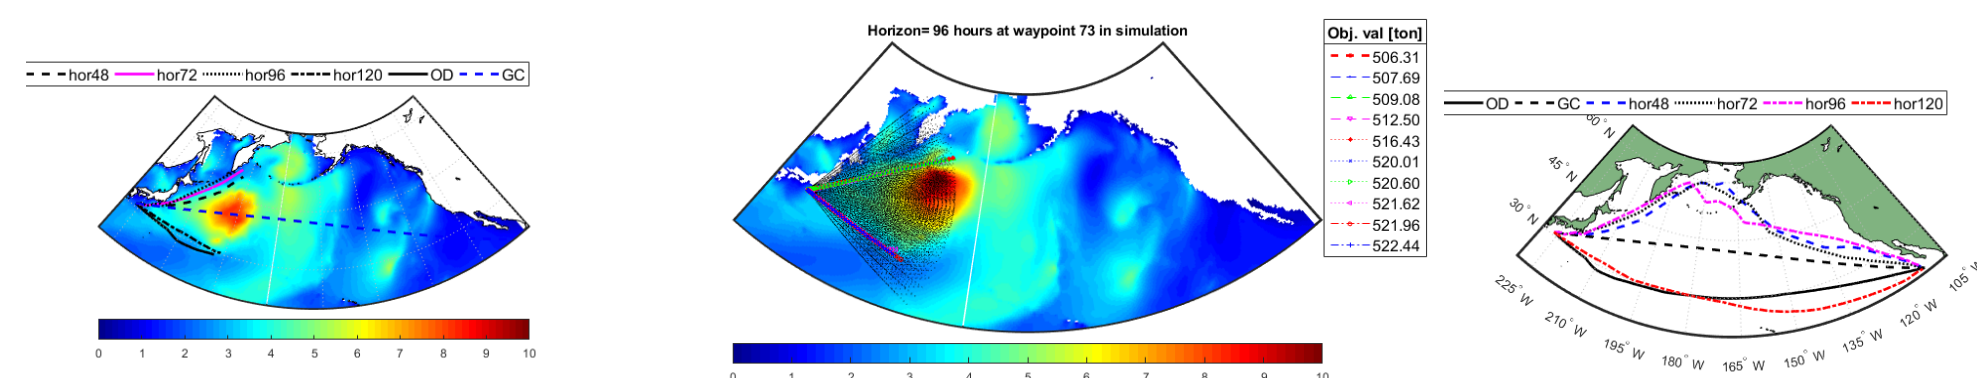 hor48 hor72 hor96 hor120 OD GC
0 1 2 3 4 5 6 7 8 9 10
Horizon= 96 hours at waypoint 73 in simulation
Obj. val [ton]
506.31
507.69
509.08
512.50
516.43
520.01
520.60
521.62
521.96
522.44
0 1 2 3 4 5 6 7 8 9 10
OD GC hor48 hor72 hor96 hor120
60° N
45° N
30° N
225° W
210° W
195° W
180° W
165° W
150° W
135° W
120° W
105° W